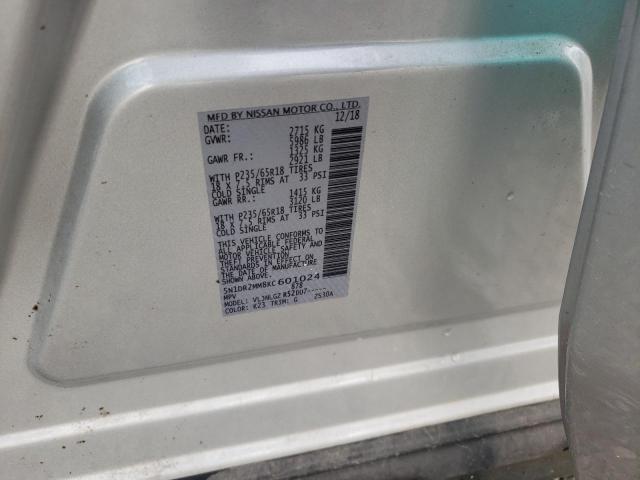 MFD BY NISSAN MOTOR CO., LTD.
DATE: 12/18
GVWR: 2715 KG
5986 LB
GAWR FR.: 1325 KG
2921 LB
WITH P235/65R18 TIRES
18 X 7.5 RIMS AT 33 PSI
COLD SINGLE
GAWR RR.: 1415 KG
3120 LB
WITH P235/65R18 TIRES
18 X 7.5 RIMS AT 33 PSI
COLD SINGLE
THIS VEHICLE CONFORMS TO
ALL APPLICABLE FEDERAL
MOTOR VEHICLE SAFETY AND
THEFT PREVENTION
STANDARDS IN EFFECT ON
THE DATE OF MANUFACTURE
SHOWN ABOVE.
5N1DR2MM8KC601024
MPV 878
MODEL:
COLOR: K23 TRIM: G 2530A